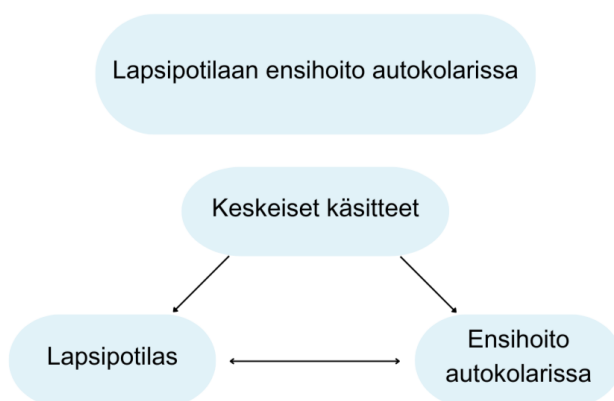 Lapsipotilaan ensihoito autokolarissa
Keskeiset käsitteet
Lapsipotilas
Ensihoito
autokolarissa